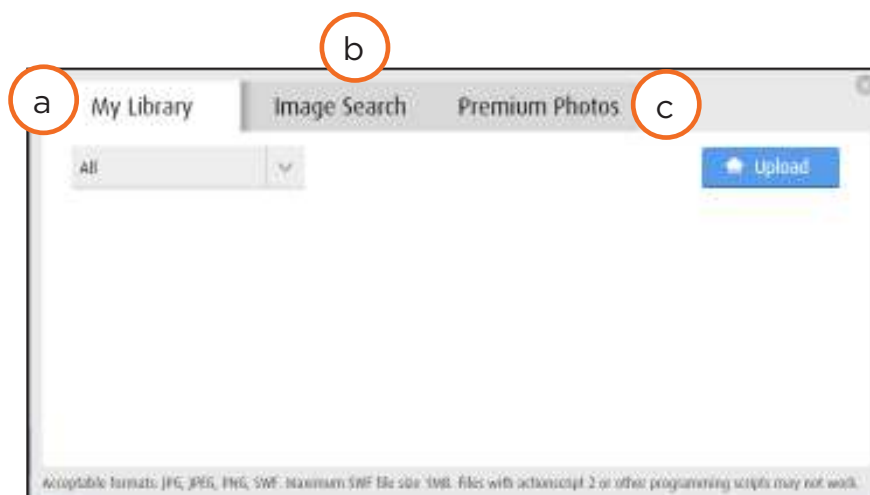 b
a My Library Image Search Premium Photos c
All Upload
Acceptable formats: JPG, JPEG, PNG, SWF. Maximum SWF file size: 5MB. Files with actionscript 2 or other programming scripts may not work.